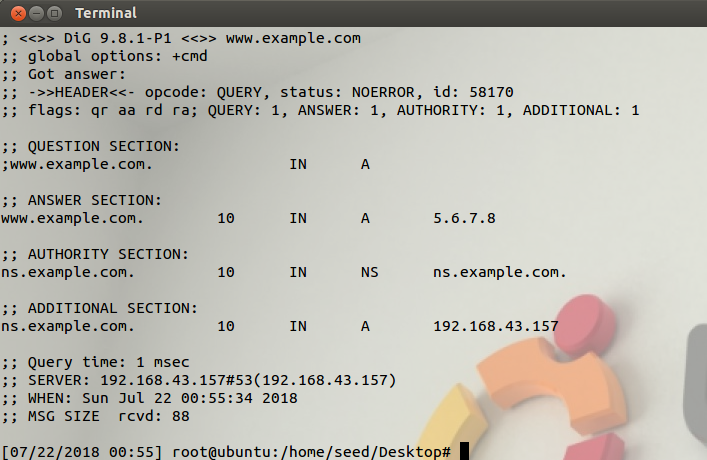 Terminal
; <<>> DiG 9.8.1-P1 <<>> www.example.com
;; global options: +cmd
;; Got answer:
;; ->>HEADER<<- opcode: QUERY, status: NOERROR, id: 58170
;; flags: qr aa rd ra; QUERY: 1, ANSWER: 1, AUTHORITY: 1, ADDITIONAL: 1
;; QUESTION SECTION:
;www.example.com. IN A
;; ANSWER SECTION:
www.example.com. 10 IN A 5.6.7.8
;; AUTHORITY SECTION:
ns.example.com. 10 IN NS ns.example.com.
;; ADDITIONAL SECTION:
ns.example.com. 10 IN A 192.168.43.157
;; Query time: 1 msec
;; SERVER: 192.168.43.157#53(192.168.43.157)
;; WHEN: Sun Jul 22 00:55:34 2018
;; MSG SIZE rcvd: 88
[07/22/2018 00:55] root@ubuntu:/home/seed/Desktop#